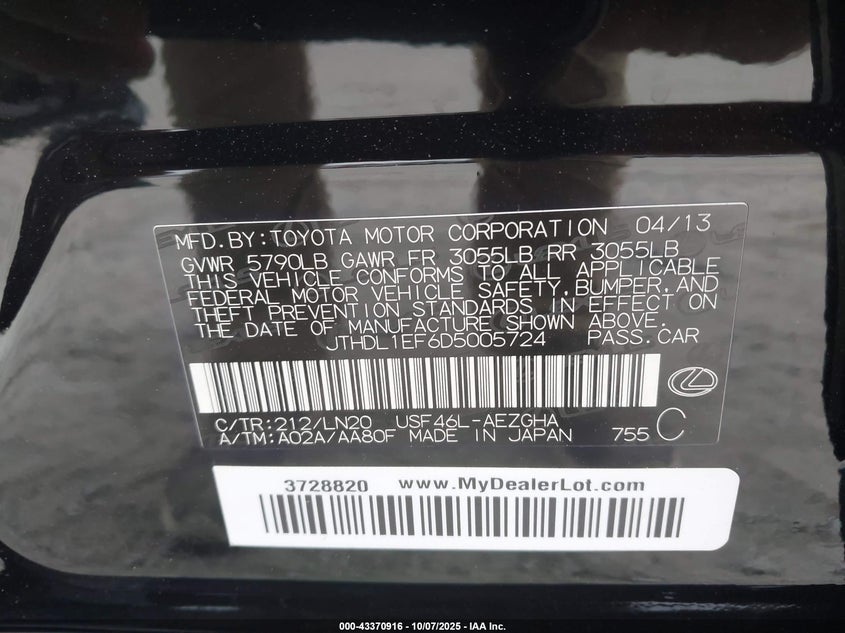 MFD. BY: TOYOTA MOTOR CORPORATION 04/13
GVWR 5790LB GAWR FR 3055LB RR 3055LB
THIS VEHICLE CONFORMS TO ALL APPLICABLE
FEDERAL MOTOR VEHICLE SAFETY, BUMPER, AND
THEFT PREVENTION STANDARDS IN EFFECT ON
THE DATE OF MANUFACTURE SHOWN ABOVE.
JTHDL1EF6D5005724 PASS.CAR
C/TR:212/LN20 USF46L-AEZGHA
A/TM:A02A/AA80F MADE IN JAPAN 755 C
3728820 www.MyDealerLot.com
000-43370916 - 10/07/2025 - IAA Inc.